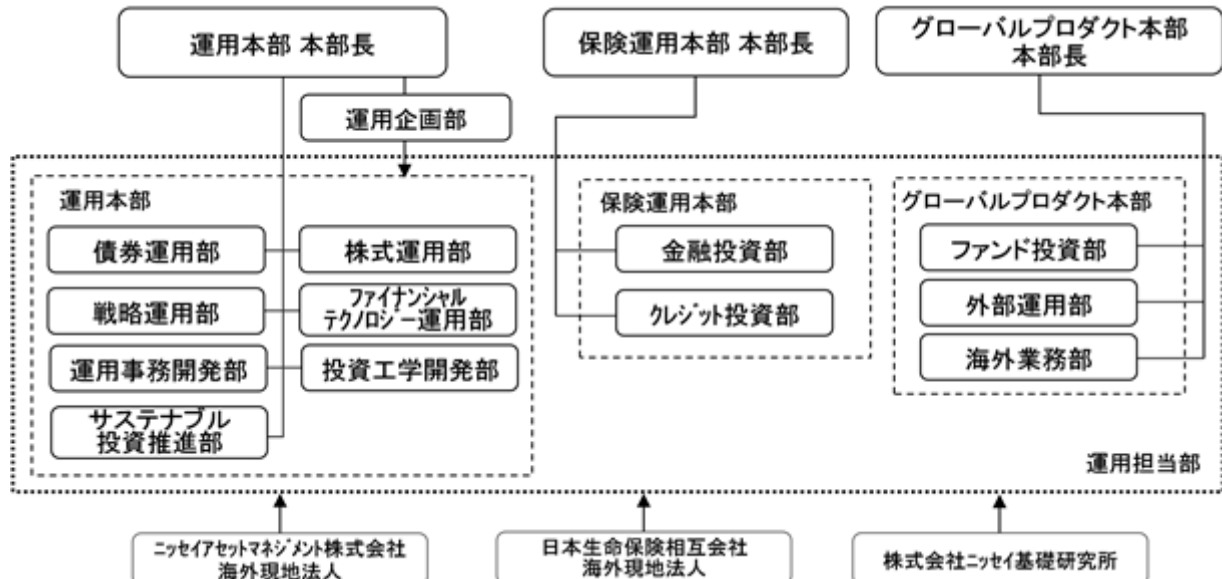 運用本部 本部長
保険運用本部 本部長
グローバルプロダクト本部
本部長
運用企画部
運用本部
債券運用部
株式運用部
戦略運用部
ファイナンシャル
テクノロジー運用部
運用事務開発部
投資工学開発部
サステナブル
投資推進部
保険運用本部
金融投資部
クレジット投資部
グローバルプロダクト本部
ファンド投資部
外部運用部
海外業務部
運用担当部
ニッセイアセットマネジメント株式会社
海外現地法人
日本生命保険相互会社
海外現地法人
株式会社ニッセイ基礎研究所